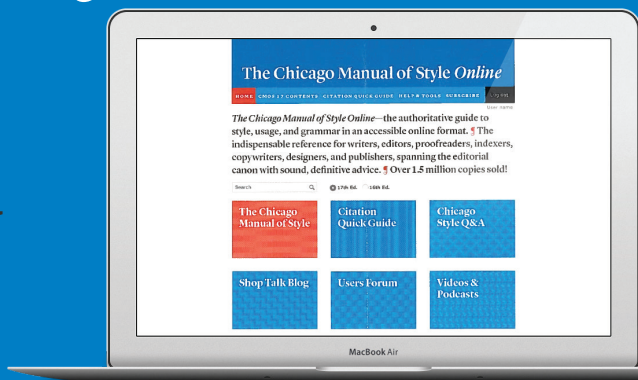 The Chicago Manual of Style Online
HOME CMOS 17 CONTENTS CITATION QUICK GUIDE HELP & TOOLS SUBSCRIBE
User Name
The Chicago Manual of Style Online—the authoritative guide to
style, usage, and grammar in an accessible online format. ¶ The
indispensable reference for writers, editors, proofreaders, indexers,
copywriters, designers, and publishers, spanning the editorial
canon with sound, definitive advice. ¶ Over 1.5 million copies sold!
Search 17th Ed. 16th Ed.
The Chicago
Manual of Style
Citation
Quick Guide
Chicago
Style Q&A
Shop Talk Blog
Users Forum
Videos &
Podcasts
MacBook Air